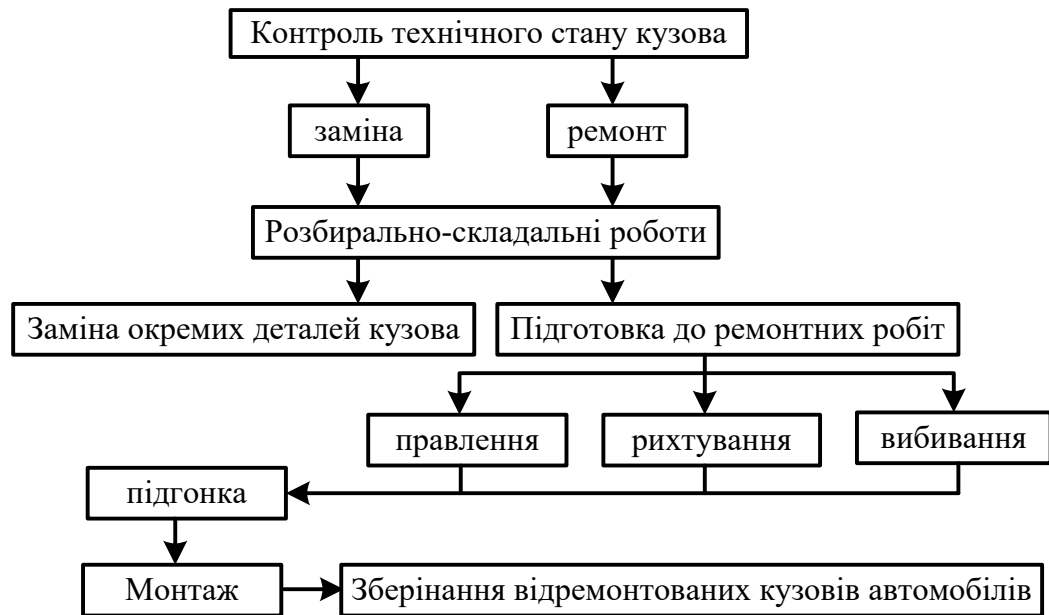 Контроль технічного стану кузова
заміна
ремонт
Розбирально-складальні роботи
Заміна окремих деталей кузова
Підготовка до ремонтних робіт
правлення
рихтування
вибивання
підгонка
Монтаж
Зберінання відремонтованих кузовів автомобілів